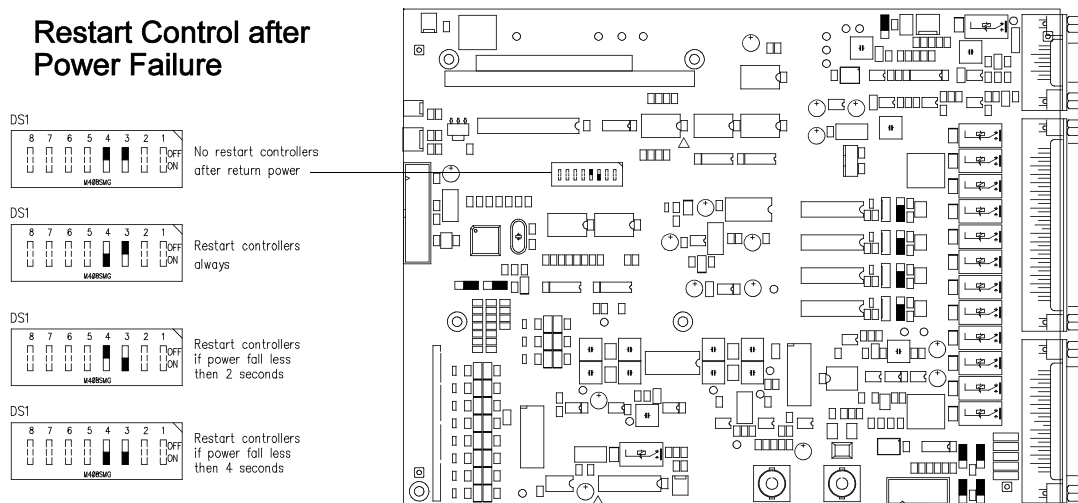 Restart Control after
Power Failure
DS1
8 7 6 5 4 3 2 1
OFF
ON
M40BSMG
No restart controllers
after return power
DS1
8 7 6 5 4 3 2 1
OFF
ON
M40BSMG
Restart controllers
always
DS1
8 7 6 5 4 3 2 1
OFF
ON
M40BSMG
Restart controllers
if power fall less
then 2 seconds
DS1
8 7 6 5 4 3 2 1
OFF
ON
M40BSMG
Restart controllers
if power fall less
then 4 seconds